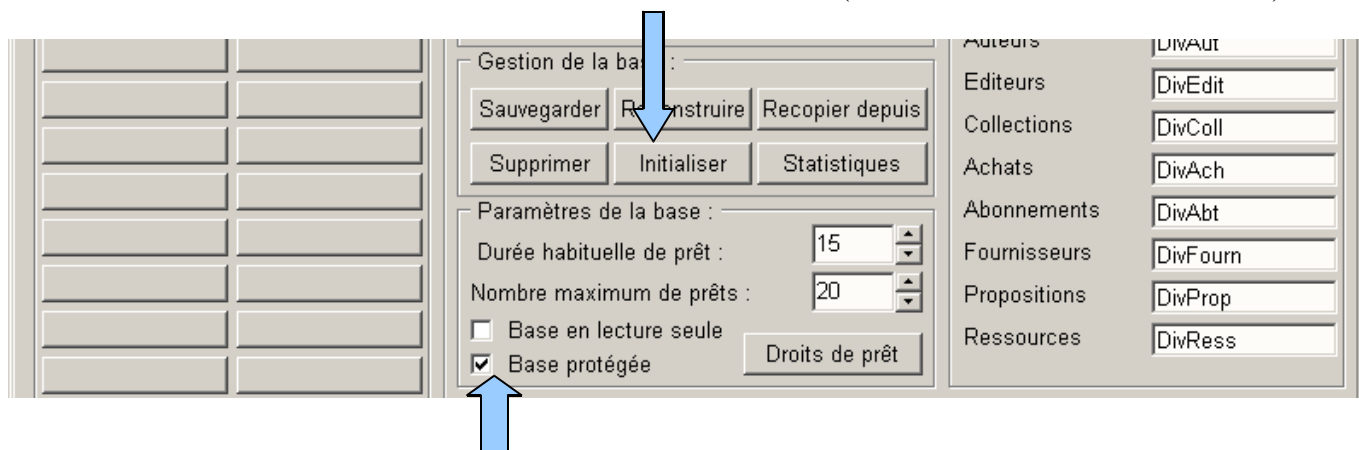 Gestion de la base :
Sauvegarder Reconstruire Recopier depuis
Supprimer Initialiser Statistiques
Paramètres de la base :
Durée habituelle de prêt : 15
Nombre maximum de prêts : 20
Base en lecture seule
Base protégée
Droits de prêt
Auteurs DivAut
Editeurs DivEdit
Collections DivColl
Achats DivAch
Abonnements DivAbt
Fournisseurs DivFourn
Propositions DivProp
Ressources DivRess